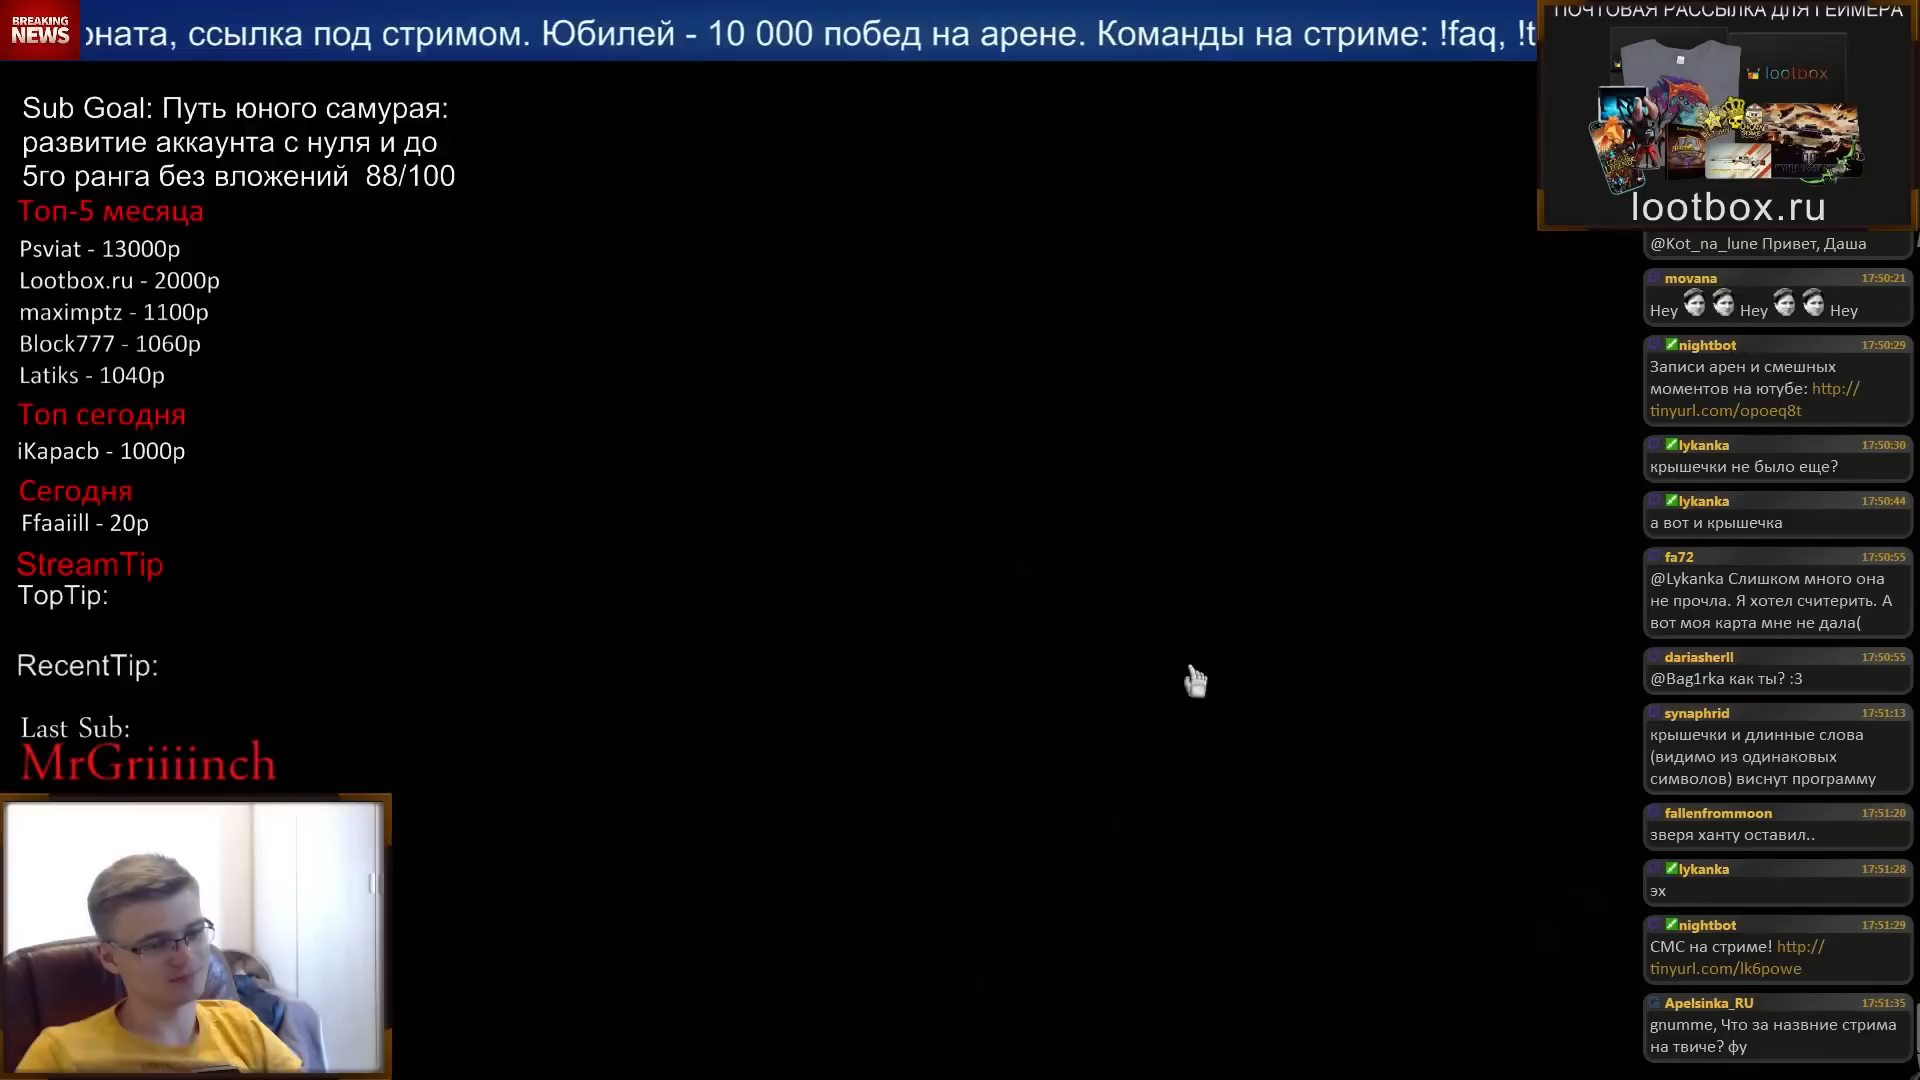 BREAKING
NEWS
оната, ссылка под стримом. Юбилей - 10 000 побед на арене. Команды на стриме: !faq, !t
ПОЧТОВАЯ РАССЫЛКА ДЛЯ ГЕЙМЕРА
lootbox
lootbox.ru
Sub Goal: Путь юного самурая:
развитие аккаунта с нуля и до
5го ранга без вложений 88/100
Топ-5 месяца
Psviat - 13000р
Lootbox.ru - 2000р
maximptz - 1100р
Block777 - 1060р
Latiks - 1040р
Топ сегодня
iKapacb - 1000р
Сегодня
Ffaaiill - 20р
StreamTip
TopTip:
RecentTip:
Last Sub:
MrGriiiinch
@Kot_na_lune Привет, Даша
movana 17:50:21
Hey Hey Hey
nightbot 17:50:29
Записи арен и смешных
моментов на ютубе: http://
tinyurl.com/opoeq8t
lykanka 17:50:30
крышечки не было еще?
lykanka 17:50:44
а вот и крышечка
fa72 17:50:55
@Lykanka Слишком много она
не прочла. Я хотел считерить. А
вот моя карта мне не дала(
dariasherll 17:50:55
@Bag1rka как ты? :3
synaphrid 17:51:13
крышечки и длинные слова
(видимо из одинаковых
символов) виснут программу
fallenfrommoon 17:51:20
зверя ханту оставил..
lykanka 17:51:28
эх
nightbot 17:51:29
СМС на стриме! http://
tinyurl.com/lk6powe
Apelsinka_RU 17:51:35
gnumme, Что за назвние стрима
на твиче? фу